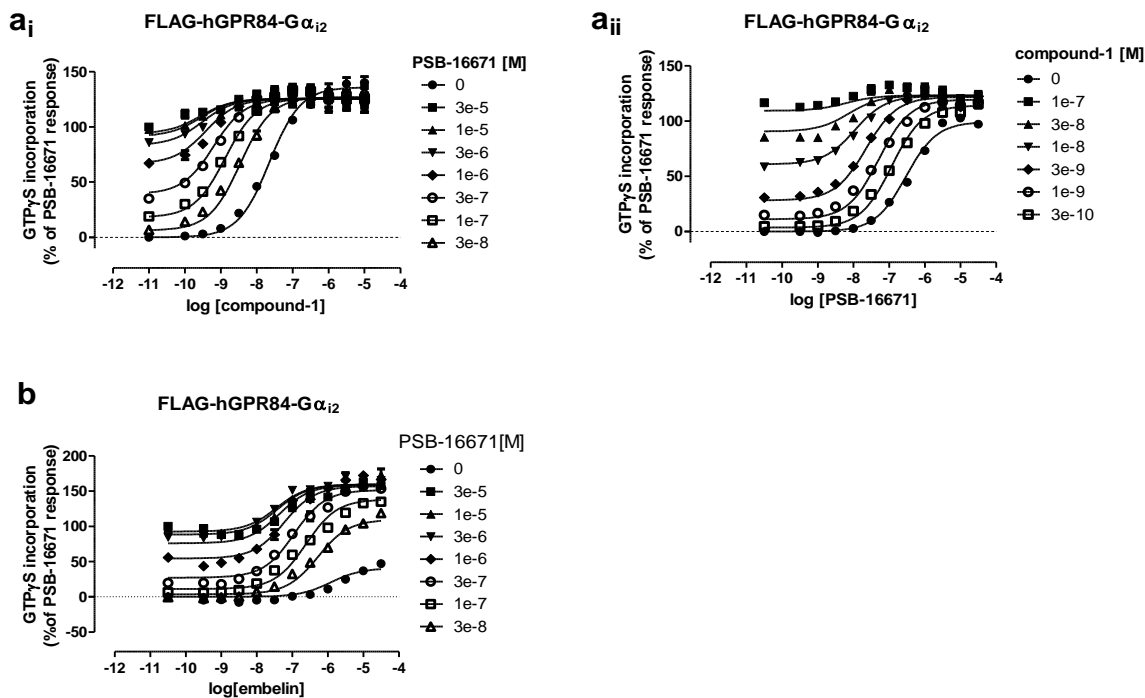 ai
FLAG-hGPR84-Gαi2
GTPγS incorporation
(% of PSB-16671 response)
150
100
50
0
-12 -11 -10 -9 -8 -7 -6 -5 -4
log [compound-1]
PSB-16671 [M]
0
3e-5
1e-5
3e-6
1e-6
3e-7
1e-7
3e-8
aii
FLAG-hGPR84-Gαi2
GTPγS incorporation
(% of PSB-16671 response)
150
100
50
0
-12 -11 -10 -9 -8 -7 -6 -5 -4
log [PSB-16671]
compound-1 [M]
0
1e-7
3e-8
1e-8
3e-9
1e-9
3e-10
b
FLAG-hGPR84-Gαi2
GTPγS incorporation
(%of PSB-16671 response)
200
150
100
50
0
-50
-12 -11 -10 -9 -8 -7 -6 -5 -4
log[embelin]
PSB-16671[M]
0
3e-5
1e-5
3e-6
1e-6
3e-7
1e-7
3e-8